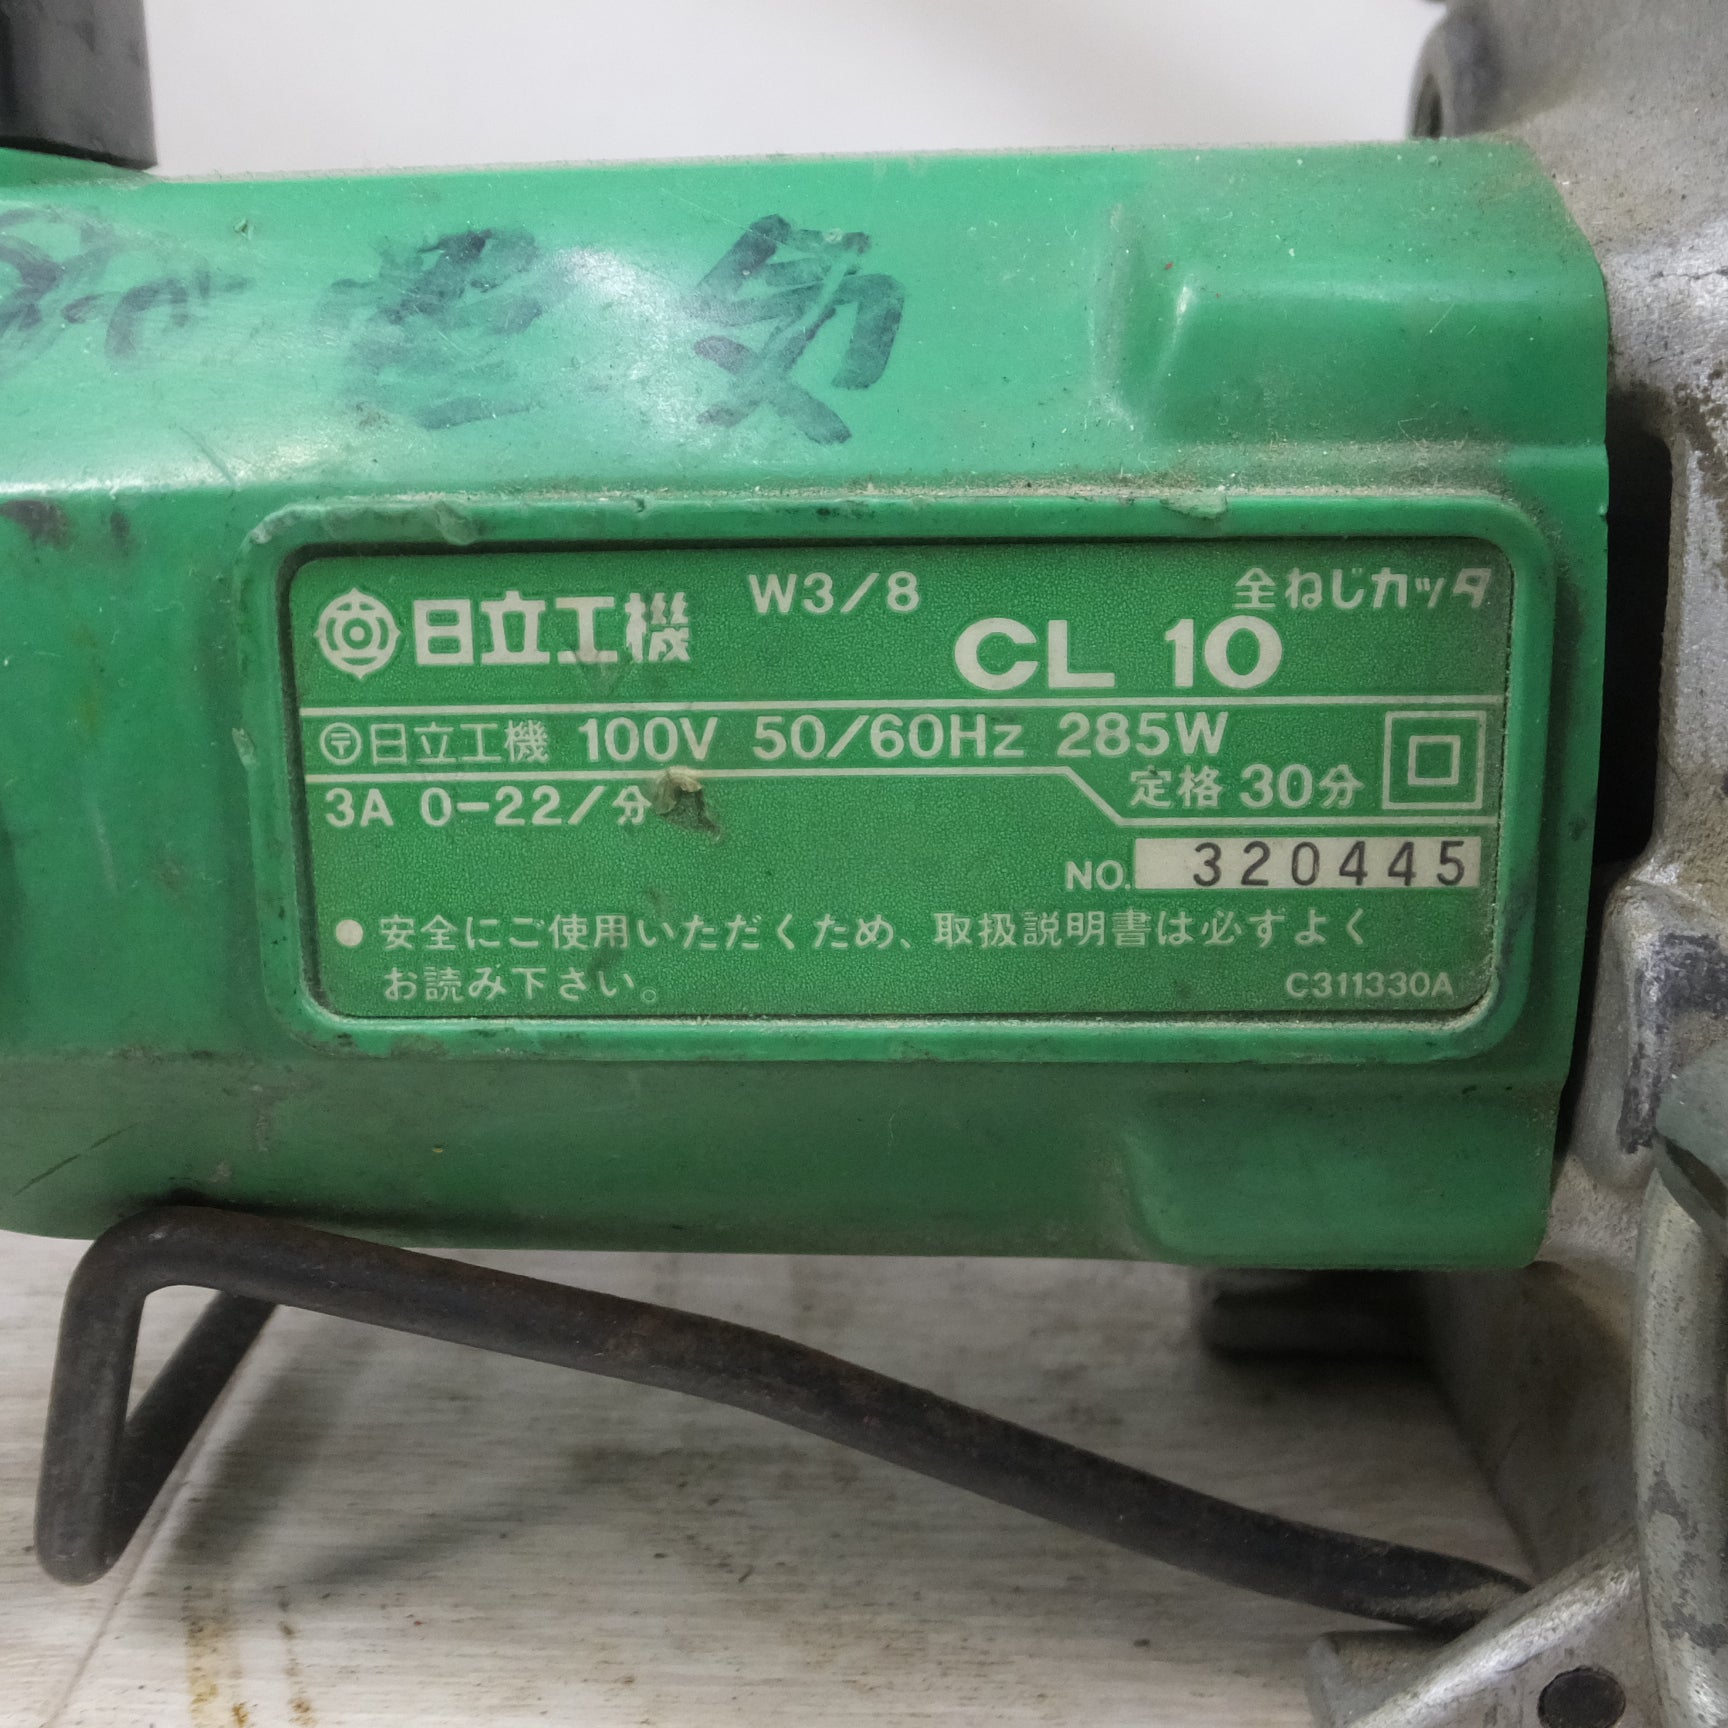 気
日立工機 W3/8 全ねじカッタ
CL 10
〒日立工機 100V 50/60Hz 285W
3A 0-22/分 定格 30分
NO. 320445
●安全にご使用いただくため、取扱説明書は必ずよく
お読み下さい。 C311330A